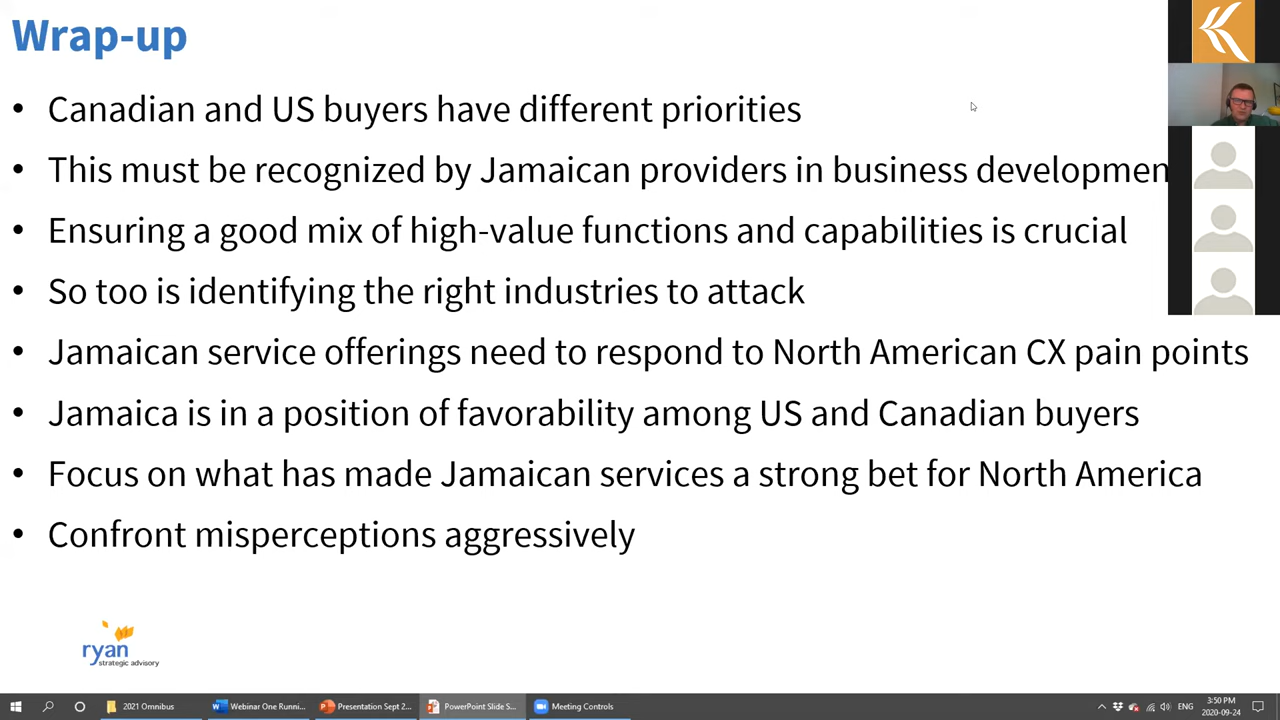 Wrap-up
• Canadian and US buyers have different priorities
• This must be recognized by Jamaican providers in business developmen
• Ensuring a good mix of high-value functions and capabilities is crucial
• So too is identifying the right industries to attack
• Jamaican service offerings need to respond to North American CX pain points
• Jamaica is in a position of favorability among US and Canadian buyers
• Focus on what has made Jamaican services a strong bet for North America
• Confront misperceptions aggressively
ryan
strategic advisory
2021 Omnibus
Webinar One Runni...
Presentation Sept 2...
PowerPoint Slide S...
Meeting Controls
ENG
3:50 PM
2020-09-24